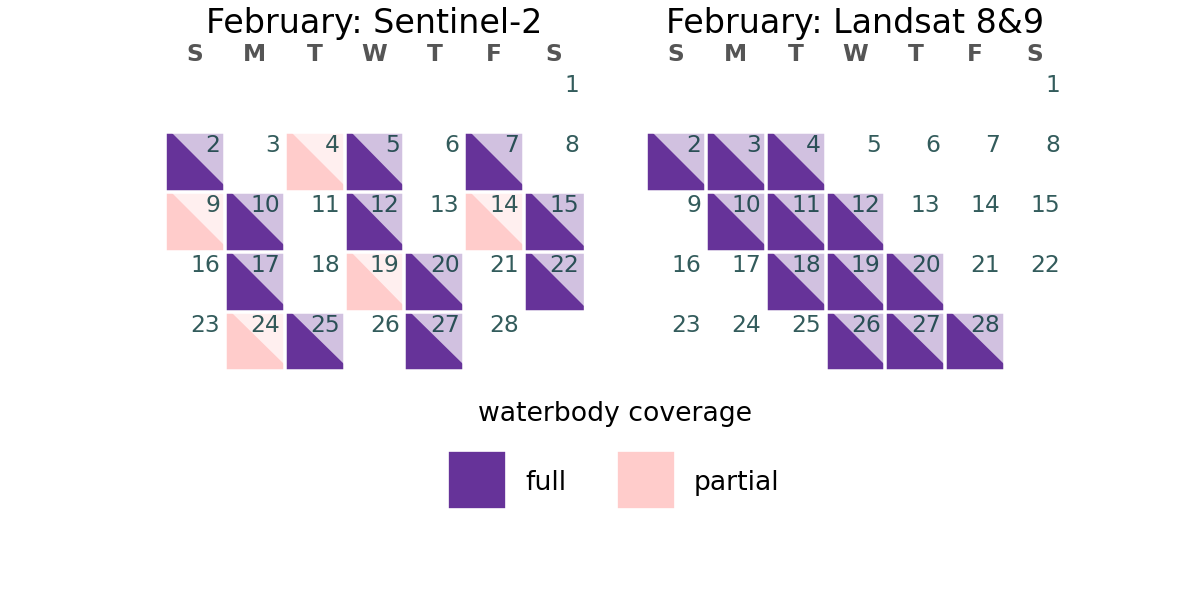 February: Sentinel-2
S M T W T F S
1
2 3 4 5 6 7 8
9 10 11 12 13 14 15
16 17 18 19 20 21 22
23 24 25 26 27 28
February: Landsat 8&9
S M T W T F S
1
2 3 4 5 6 7 8
9 10 11 12 13 14 15
16 17 18 19 20 21 22
23 24 25 26 27 28
waterbody coverage
full
partial